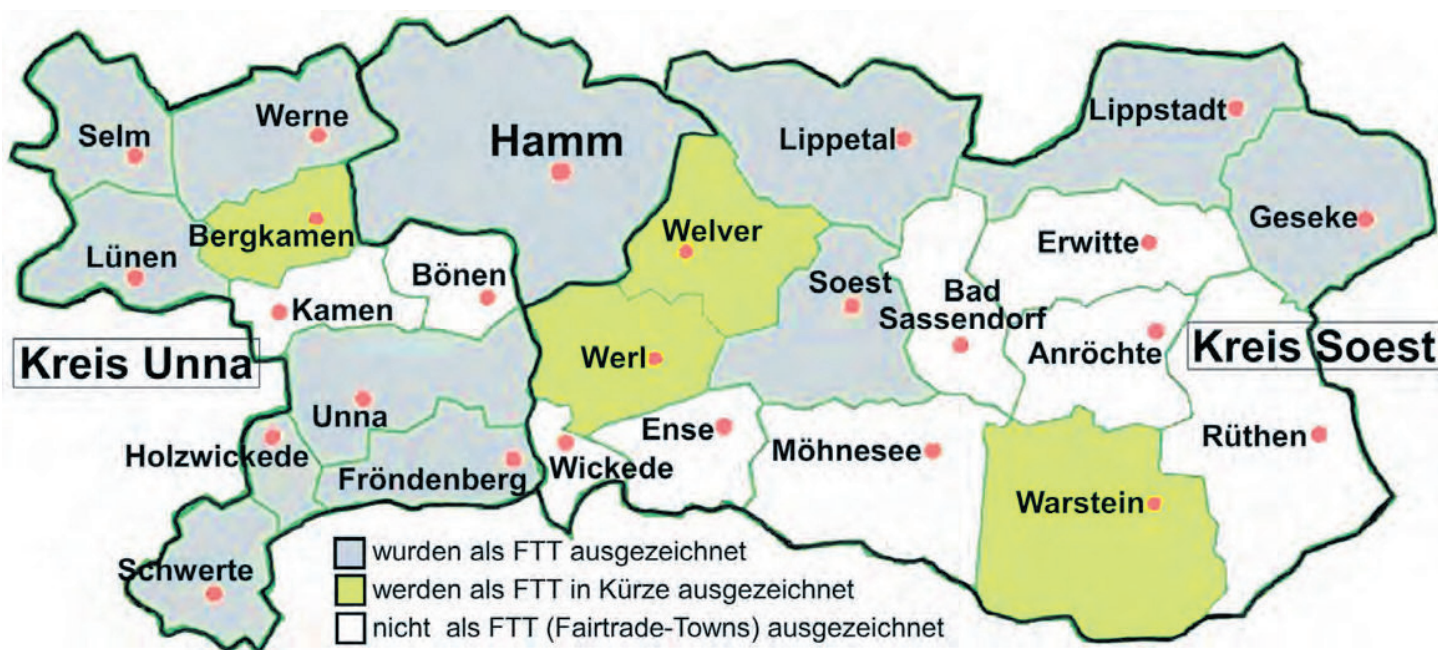 Selm
Werne
Hamm
Lippetal
Lippstadt
Bergkamen
Welver
Geseke
Lünen
Bönen
Erwitte
Kamen
Soest
Bad
Sassendorf
Kreis Unna
Werl
Anröchte
Kreis Soest
Unna
Holzwickede
Ense
Möhnesee
Rüthen
Fröndenberg
Wickede
Warstein
Schwerte
wurden als FTT ausgezeichnet
werden als FTT in Kürze ausgezeichnet
nicht als FTT (Fairtrade-Towns) ausgezeichnet